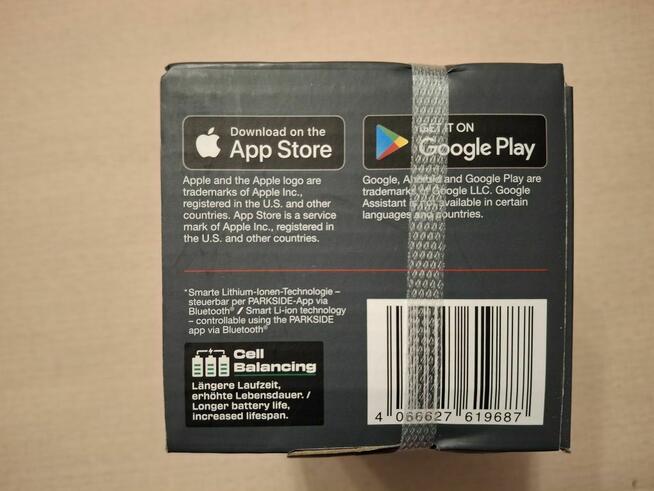 Download on the
App Store
GET IT ON
Google Play
Apple and the Apple logo are
trademarks of Apple Inc.,
registered in the U.S. and other
countries. App Store is a service
mark of Apple Inc., registered in
the U.S. and other countries.
Google, Android and Google Play are
trademarks of Google LLC. Google
Assistant is not available in certain
languages and countries.
*Smarte Lithium-Ionen-Technologie –
steuerbar per PARKSIDE-App via
Bluetooth® / Smart Li-ion technology
– controllable using the PARKSIDE
app via Bluetooth®
Cell
Balancing
Längere Laufzeit,
erhöhte Lebensdauer. /
Longer battery life,
increased lifespan.
4 066627 619687